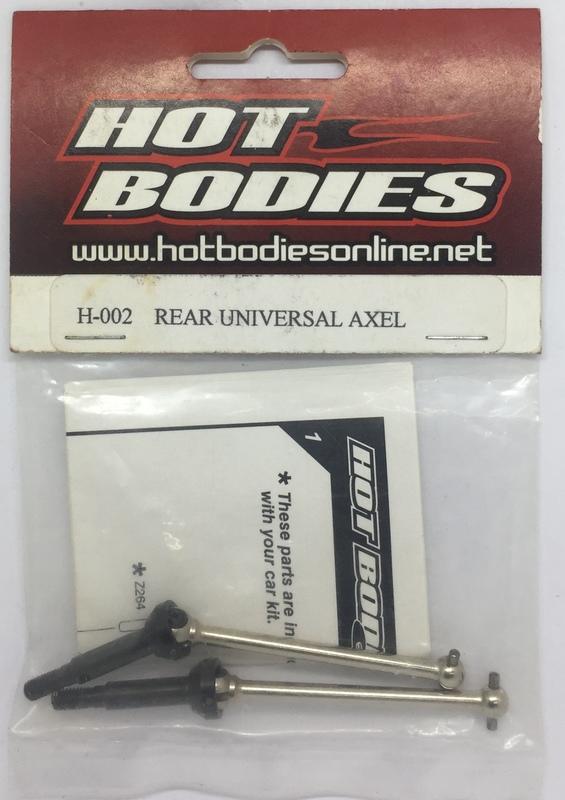 HOT
BODIES
www.hotbodiesonline.net
H-002 REAR UNIVERSAL AXEL
1
HOT BOD
* These parts are in
with your car kit.
* Z264